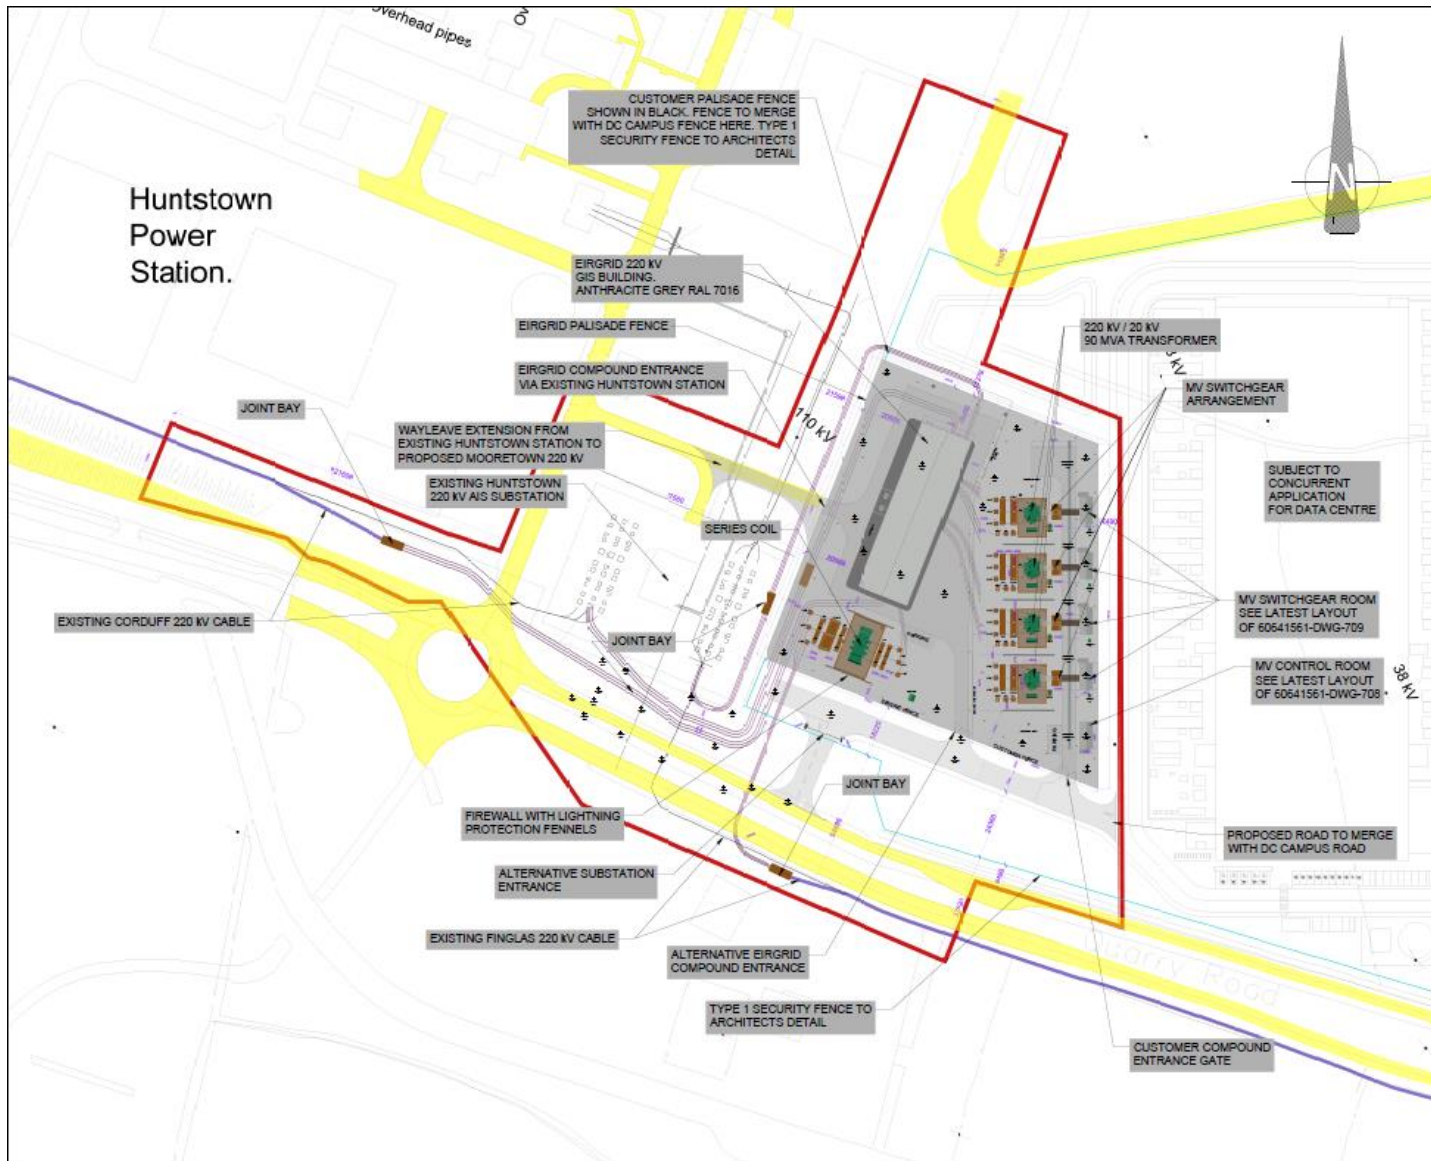 overhead pipes
CUSTOMER PALISADE FENCE
SHOWN IN BLACK. FENCE TO MERGE
WITH DC CAMPUS FENCE HERE. TYPE 1
SECURITY FENCE TO ARCHITECTS
DETAIL
N
Huntstown
Power
Station.
EIRGRID 220 kV
GIS BUILDING.
ANTHRACITE GREY RAL 7016
EIRGRID PALISADE FENCE
220 kV / 20 kV
90 MVA TRANSFORMER
EIRGRID COMPOUND ENTRANCE
VIA EXISTING HUNTSTOWN STATION
MV SWITCHGEAR
ARRANGEMENT
JOINT BAY
110 kV
WAYLEAVE EXTENSION FROM
EXISTING HUNTSTOWN STATION TO
PROPOSED MOORETOWN 220 kV
SUBJECT TO
CONCURRENT
APPLICATION
FOR DATA CENTRE
EXISTING HUNTSTOWN
220 kV AIS SUBSTATION
SERIES COIL
EXISTING CORDUFF 220 kV CABLE
JOINT BAY
MV SWITCHGEAR ROOM
SEE LATEST LAYOUT
OF 60641561-DWG-709
MV CONTROL ROOM
SEE LATEST LAYOUT
OF 60641561-DWG-708
38 kV
JOINT BAY
FIREWALL WITH LIGHTNING
PROTECTION FENNELS
PROPOSED ROAD TO MERGE
WITH DC CAMPUS ROAD
ALTERNATIVE SUBSTATION
ENTRANCE
EXISTING FINGLAS 220 kV CABLE
ALTERNATIVE EIRGRID
COMPOUND ENTRANCE
Quarry Road
TYPE 1 SECURITY FENCE TO
ARCHITECTS DETAIL
CUSTOMER COMPOUND
ENTRANCE GATE